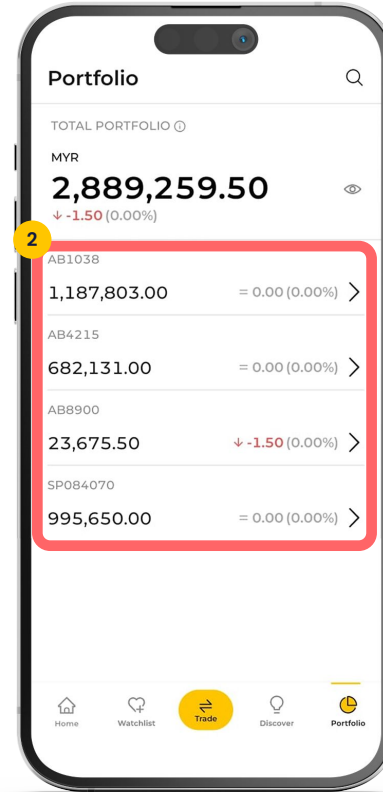 Portfolio
TOTAL PORTFOLIO ⓘ
MYR
2,889,259.50
↓ -1.50 (0.00%)
2
AB1038
1,187,803.00 = 0.00 (0.00%)
AB4215
682,131.00 = 0.00 (0.00%)
AB8900
23,675.50 ↓ -1.50 (0.00%)
SP084070
995,650.00 = 0.00 (0.00%)
Home Watchlist Trade Discover Portfolio